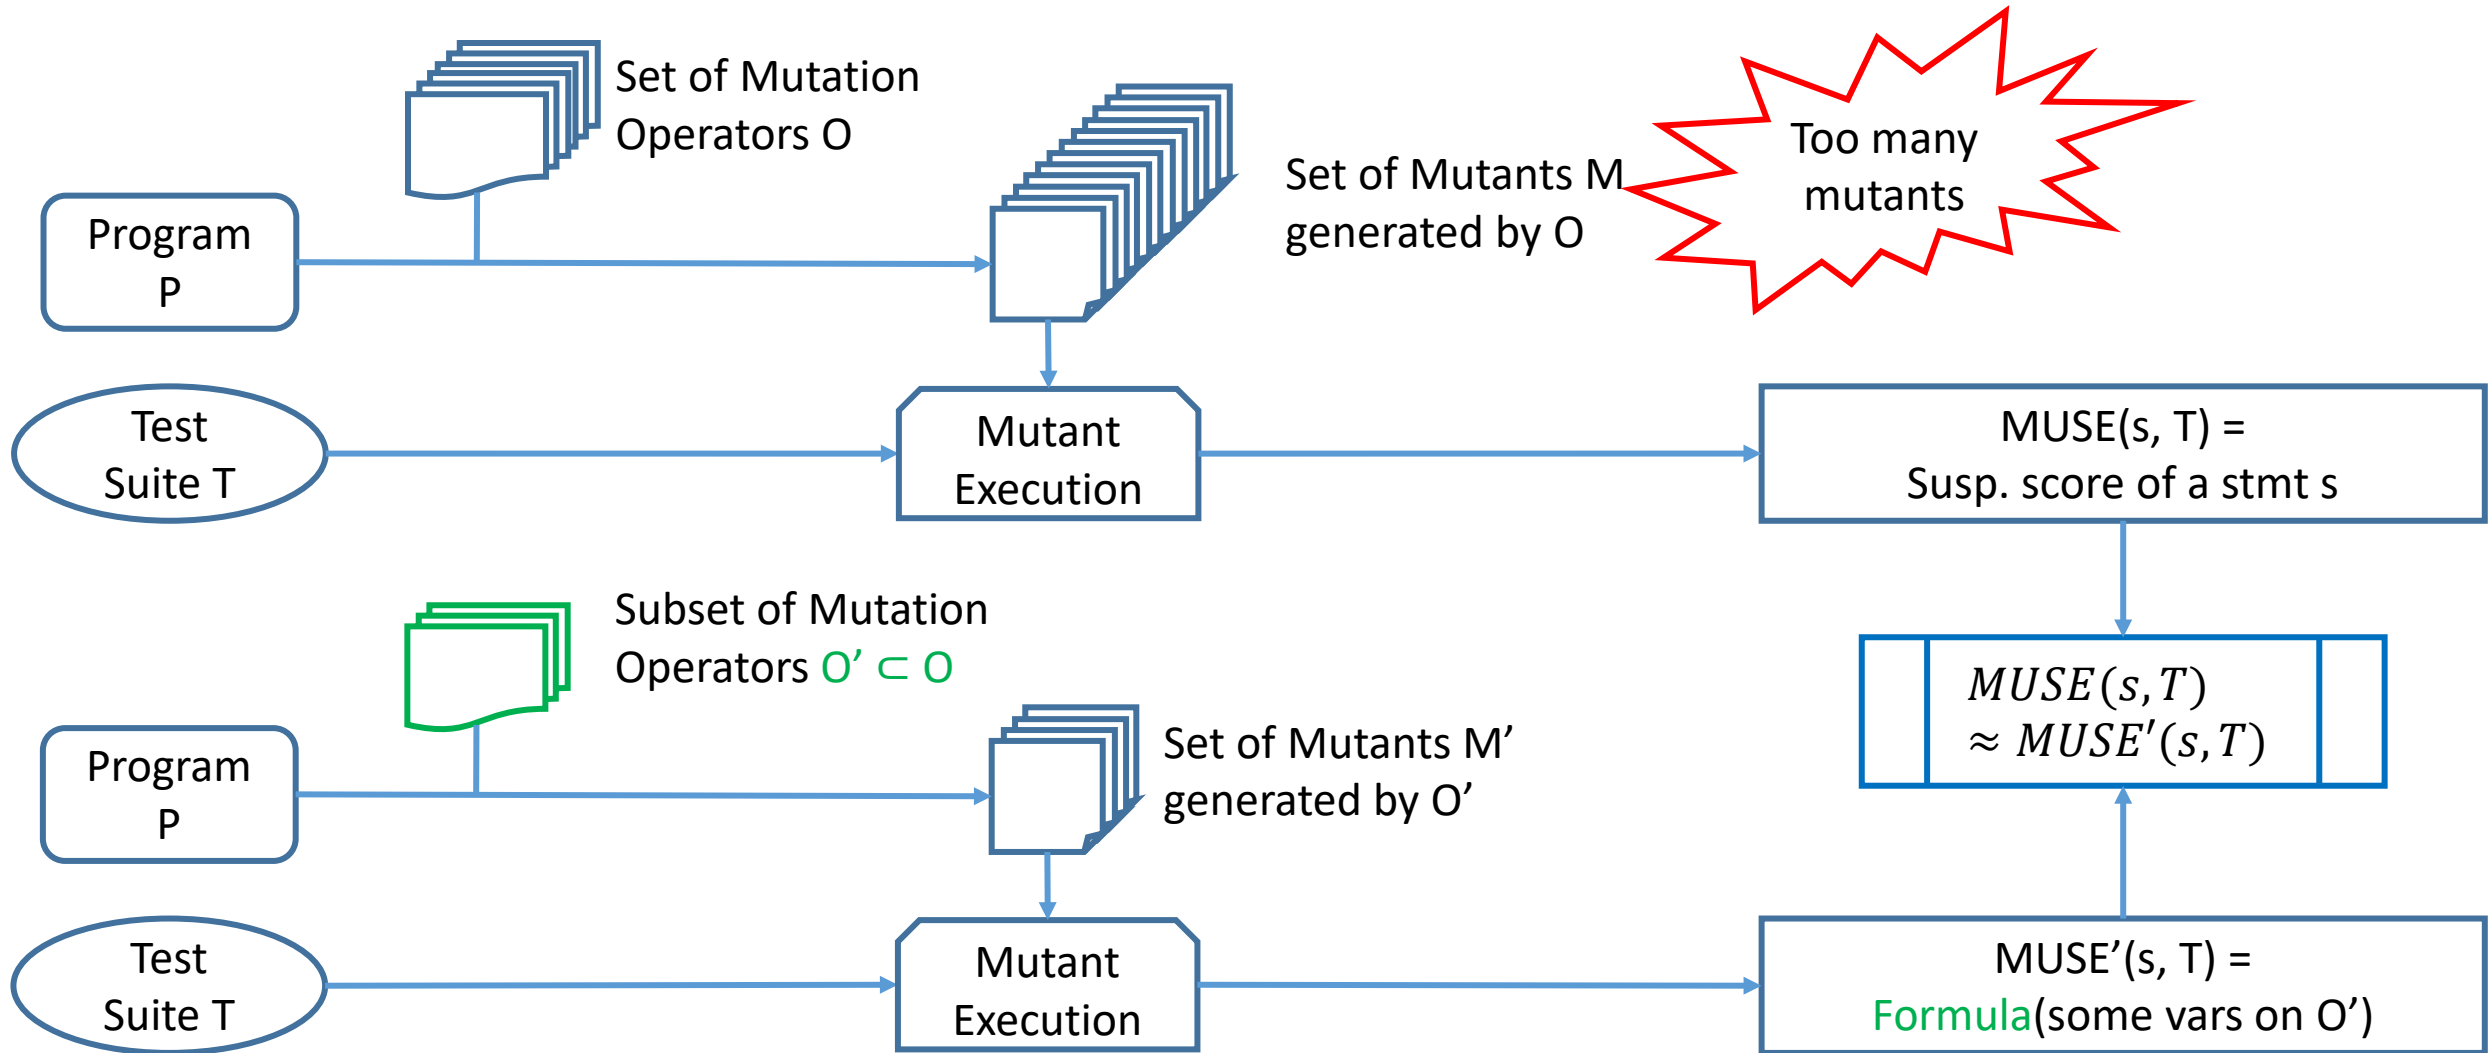 Set of Mutation
Operators O
Program
P
Set of Mutants M
generated by O
Too many
mutants
Test
Suite T
Mutant
Execution
MUSE(s, T) =
Susp. score of a stmt s
Subset of Mutation
Operators O’ ⊂ O
Program
P
Set of Mutants M’
generated by O’
MUSE(s,T)
≈ MUSE′(s,T)
Test
Suite T
Mutant
Execution
MUSE’(s, T) =
Formula(some vars on O’)